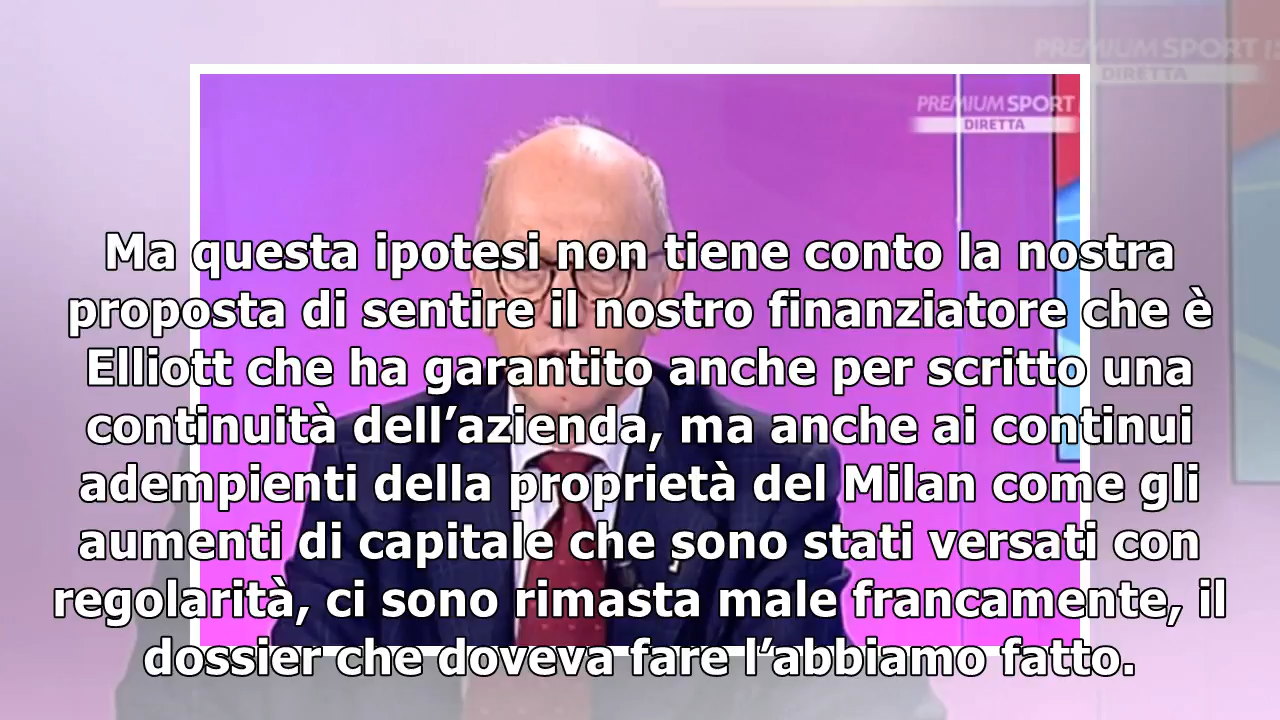 PREMIUM SPORT
DIRETTA
PREMIUM SPORT
DIRETTA
Ma questa ipotesi non tiene conto la nostra
proposta di sentire il nostro finanziatore che è
Elliott che ha garantito anche per scritto una
continuità dell’azienda, ma anche ai continui
adempienti della proprietà del Milan come gli
aumenti di capitale che sono stati versati con
regolarità, ci sono rimasta male francamente, il
dossier che doveva fare l’abbiamo fatto.